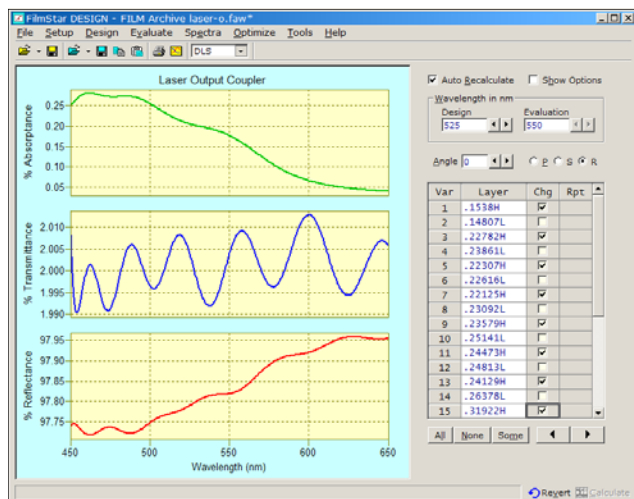 FilmStar DESIGN - FILM Archive laser-o.faw*
File Setup Design Evaluate Spectra Optimize Tools Help
DLS
Laser Output Coupler
% Absorptance
0.25
0.20
0.15
0.10
0.05
% Transmittance
2.010
2.005
2.000
1.995
1.990
% Reflectance
97.95
97.90
97.85
97.80
97.75
450 500 550 600 650
Wavelength (nm)
Auto Recalculate Show Options
Wavelength in nm
Design Evaluation
525 550
Angle 0 P S R
Var Layer Chg Rpt
1 .1538H
2 .14807L
3 .22782H
4 .23861L
5 .22307H
6 .22616L
7 .22125H
8 .23092L
9 .23579H
10 .25141L
11 .24473H
12 .24813L
13 .24129H
14 .26378L
15 .31922H
All None Some
Revert Calculate